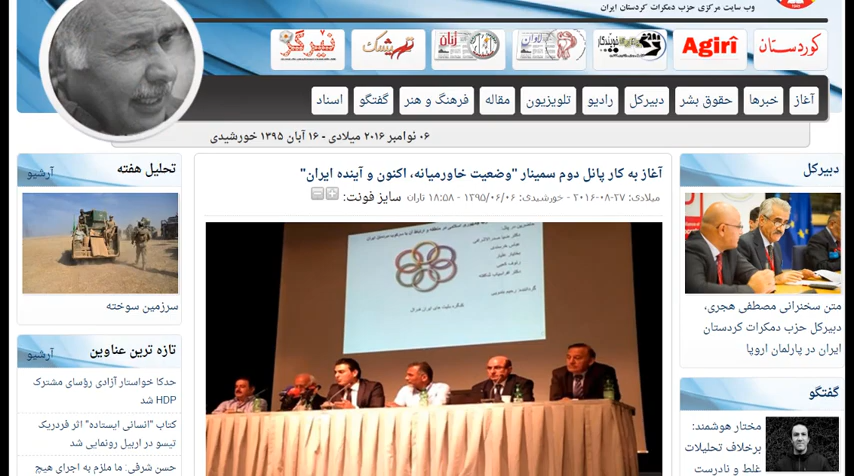 وب سایت مرکزی حزب دمکرات کردستان ایران
کوردستان
Agirî
زنان
آغاز
خبرها
حقوق بشر
دبیرکل
رادیو
تلویزیون
مقاله
فرهنگ و هنر
گفتگو
اسناد
۰۶ نوامبر ۲۰۱۶ میلادی - ۱۶ آبان ۱۳۹۵ خورشیدی
دبیرکل
متن سخنرانی مصطفی هجری،
دبیرکل حزب دمکرات کردستان
ایران در پارلمان اروپا
گفتگو
مختار هوشمند:
برخلاف تحلیلات
غلط و نادرست
آغاز به کار پانل دوم سمینار "وضعیت خاورمیانه، اکنون و آینده ایران"
میلادی: ۲۷-۰۸-۲۰۱۶ - خورشیدی: ۱۳۹۵/۰۶/۰۶ - ۱۸:۵۸ تاران
سایز فونت:
تحلیل هفته
آرشیو
سرزمین سوخته
تازه ترین عناوین
آرشیو
حدکا خواستار آزادی رؤسای مشترک
HDP شد
کتاب "انسانی ایستاده" اثر فردریک
تیسو در اربیل رونمایی شد
حسن شرفی: ما ملزم به اجرای هیچ